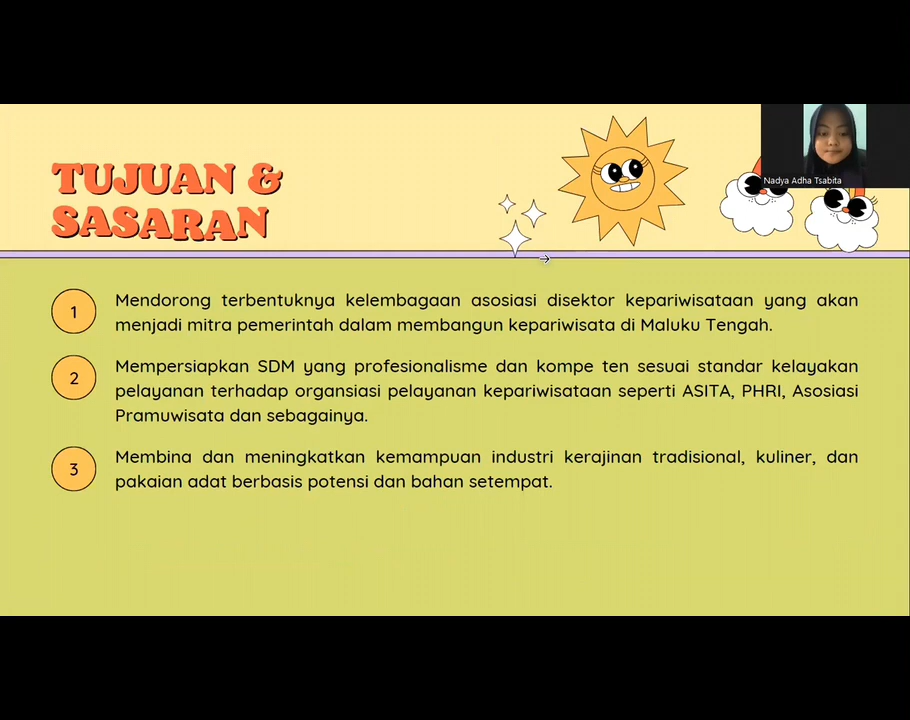 Nadya Adha Tsabita
TUJUAN &
SASARAN
1
Mendorong terbentuknya kelembagaan asosiasi disektor kepariwisataan yang akan
menjadi mitra pemerintah dalam membangun kepariwisata di Maluku Tengah.
2
Mempersiapkan SDM yang profesionalisme dan kompe ten sesuai standar kelayakan
pelayanan terhadap organsiasi pelayanan kepariwisataan seperti ASITA, PHRI, Asosiasi
Pramuwisata dan sebagainya.
3
Membina dan meningkatkan kemampuan industri kerajinan tradisional, kuliner, dan
pakaian adat berbasis potensi dan bahan setempat.